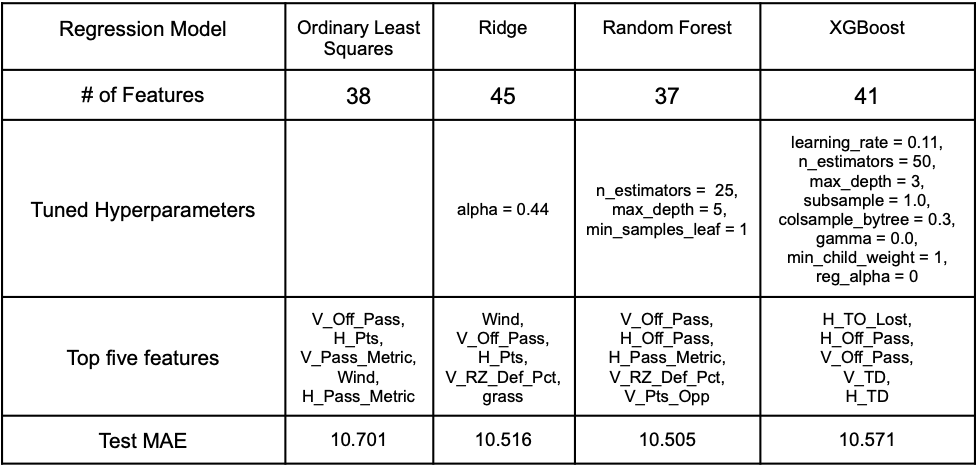 Regression Model
Ordinary Least
Squares
Ridge
Random Forest
XGBoost
# of Features
38
45
37
41
Tuned Hyperparameters
alpha = 0.44
n_estimators = 25,
max_depth = 5,
min_samples_leaf = 1
learning_rate = 0.11,
n_estimators = 50,
max_depth = 3,
subsample = 1.0,
colsample_bytree = 0.3,
gamma = 0.0,
min_child_weight = 1,
reg_alpha = 0
Top five features
V_Off_Pass,
H_Pts,
V_Pass_Metric,
Wind,
H_Pass_Metric
Wind,
V_Off_Pass,
H_Pts,
V_RZ_Def_Pct,
grass
V_Off_Pass,
H_Off_Pass,
H_Pass_Metric,
V_RZ_Def_Pct,
V_Pts_Opp
H_TO_Lost,
H_Off_Pass,
V_Off_Pass,
V_TD,
H_TD
Test MAE
10.701
10.516
10.505
10.571